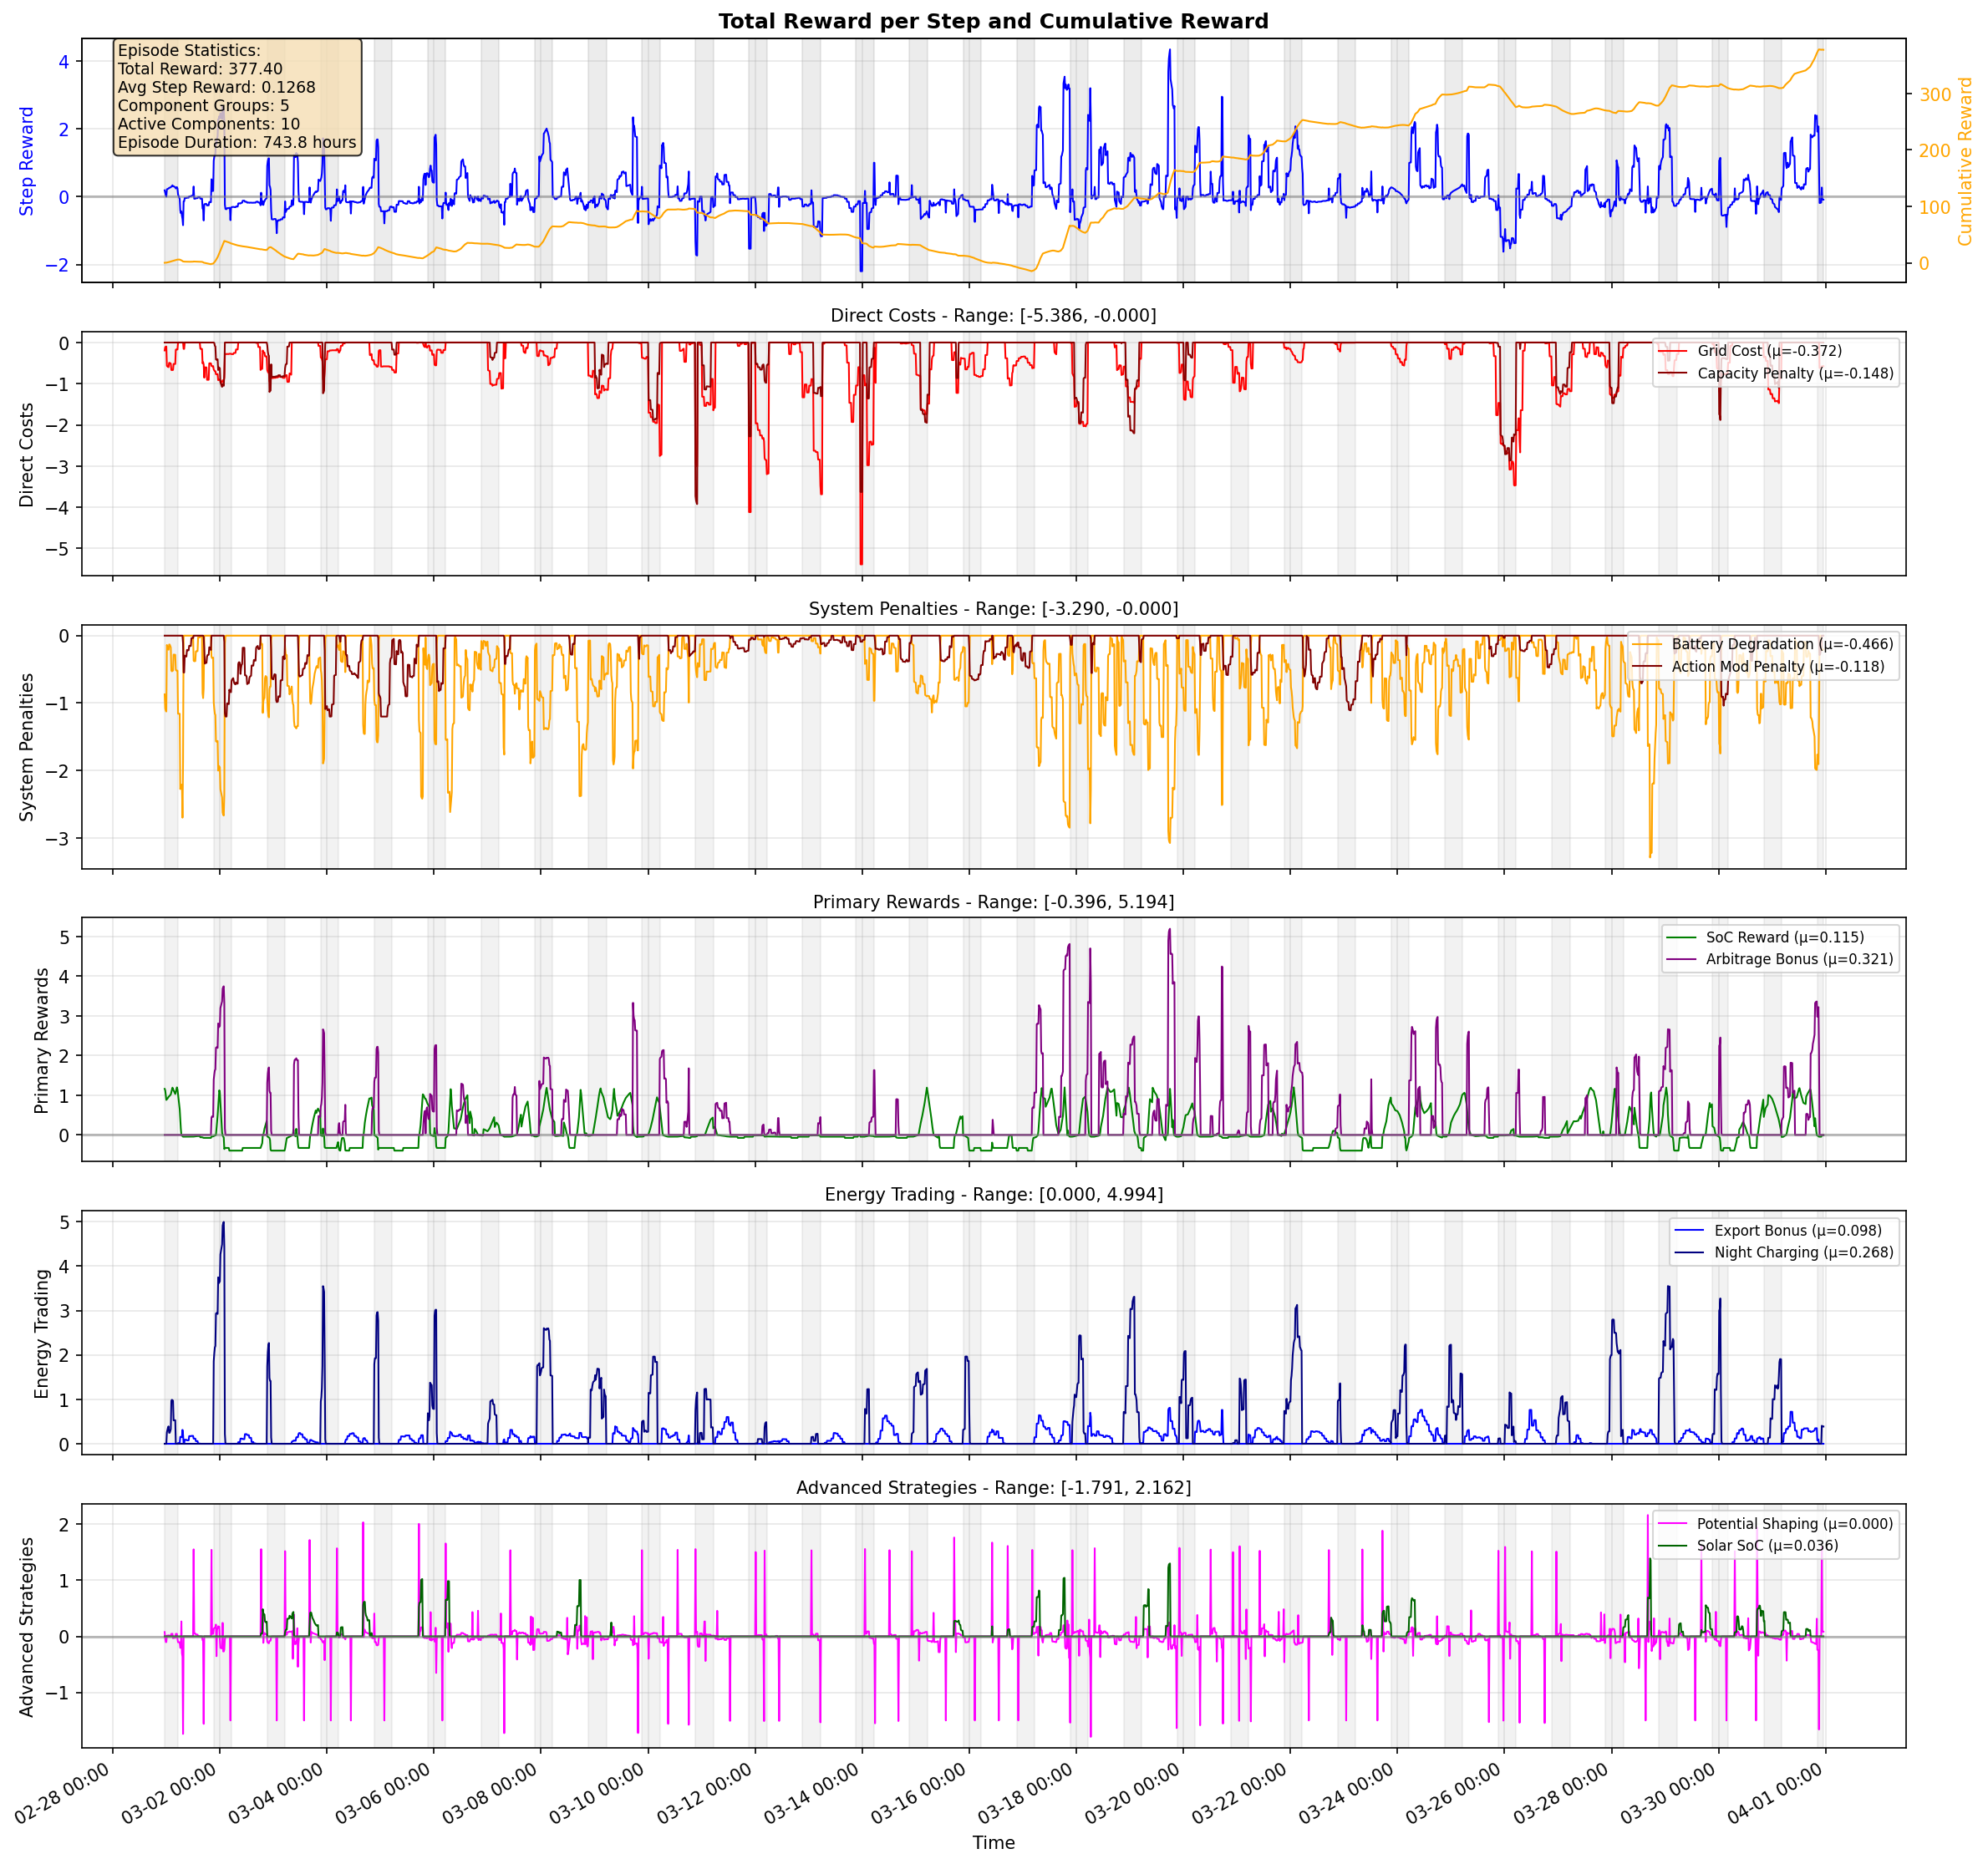 Total Reward per Step and Cumulative Reward
Episode Statistics:
Total Reward: 377.40
Avg Step Reward: 0.1268
Component Groups: 5
Active Components: 10
Episode Duration: 743.8 hours
Step Reward
4
2
0
−2
Cumulative Reward
300
200
100
0
Direct Costs - Range: [-5.386, -0.000]
Direct Costs
0
−1
−2
−3
−4
−5
Grid Cost (μ=-0.372)
Capacity Penalty (μ=-0.148)
System Penalties - Range: [-3.290, -0.000]
System Penalties
0
−1
−2
−3
Battery Degradation (μ=-0.466)
Action Mod Penalty (μ=-0.118)
Primary Rewards - Range: [-0.396, 5.194]
Primary Rewards
5
4
3
2
1
0
SoC Reward (μ=0.115)
Arbitrage Bonus (μ=0.321)
Energy Trading - Range: [0.000, 4.994]
Energy Trading
5
4
3
2
1
0
Export Bonus (μ=0.098)
Night Charging (μ=0.268)
Advanced Strategies - Range: [-1.791, 2.162]
Advanced Strategies
2
1
0
−1
Potential Shaping (μ=0.000)
Solar SoC (μ=0.036)
02-28 00:00
03-02 00:00
03-04 00:00
03-06 00:00
03-08 00:00
03-10 00:00
03-12 00:00
03-14 00:00
03-16 00:00
03-18 00:00
03-20 00:00
03-22 00:00
03-24 00:00
03-26 00:00
03-28 00:00
03-30 00:00
04-01 00:00
Time